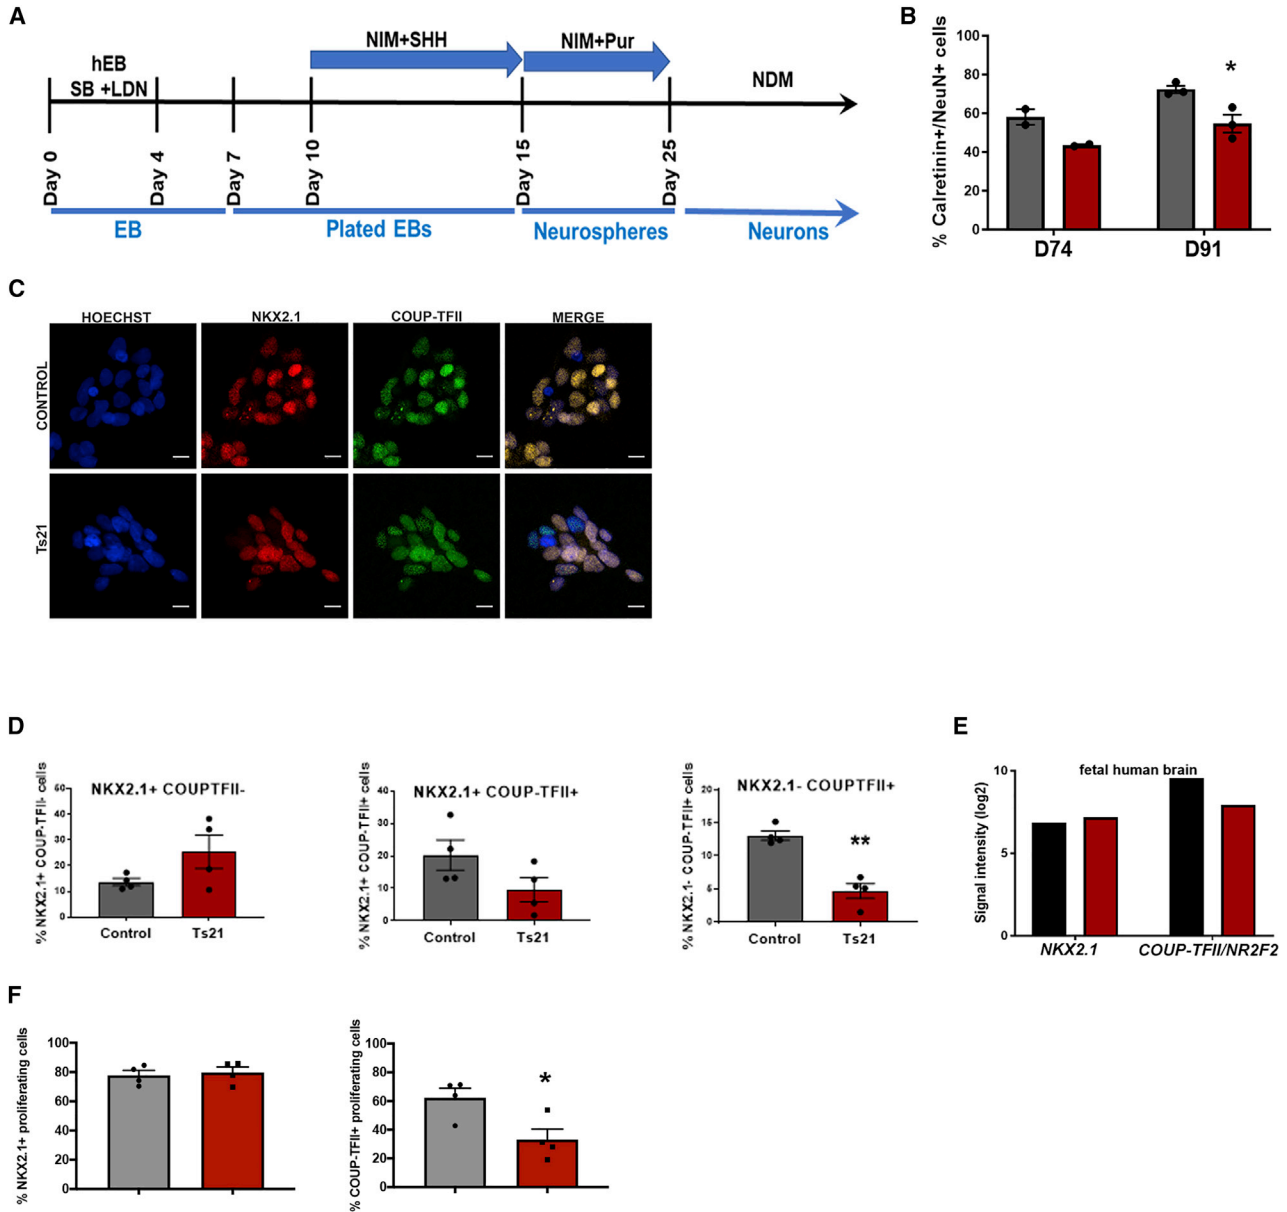 A
NIM+SHH
NIM+Pur
hEB
SB +LDN
NDM
Day 0
Day 4
Day 7
Day 10
Day 15
Day 25
EB
Plated EBs
Neurospheres
Neurons
B
% Calretinin+/NeuN+ cells
100
80
60
40
20
0
*
D74
D91
C
HOECHST
NKX2.1
COUP-TFII
MERGE
CONTROL
Ts21
D
% NKX2.1+ COUP-TFII- cells
NKX2.1+ COUPTFII-
60
40
30
20
10
0
Control
Ts21
% NKX2.1+ COUP-TFII+ cells
NKX2.1+ COUP-TFII+
40
30
20
10
0
Control
Ts21
% NKX2.1- COUP-TFII+ cells
NKX2.1- COUPTFII+
20
15
10
5
0
**
Control
Ts21
E
Signal intensity (log2)
fetal human brain
10
5
0
NKX2.1
COUP-TFII/NR2F2
F
% NKX2.1+ proliferating cells
100
80
60
40
20
0
% COUP-TFII+ proliferating cells
100
80
60
40
20
0
*